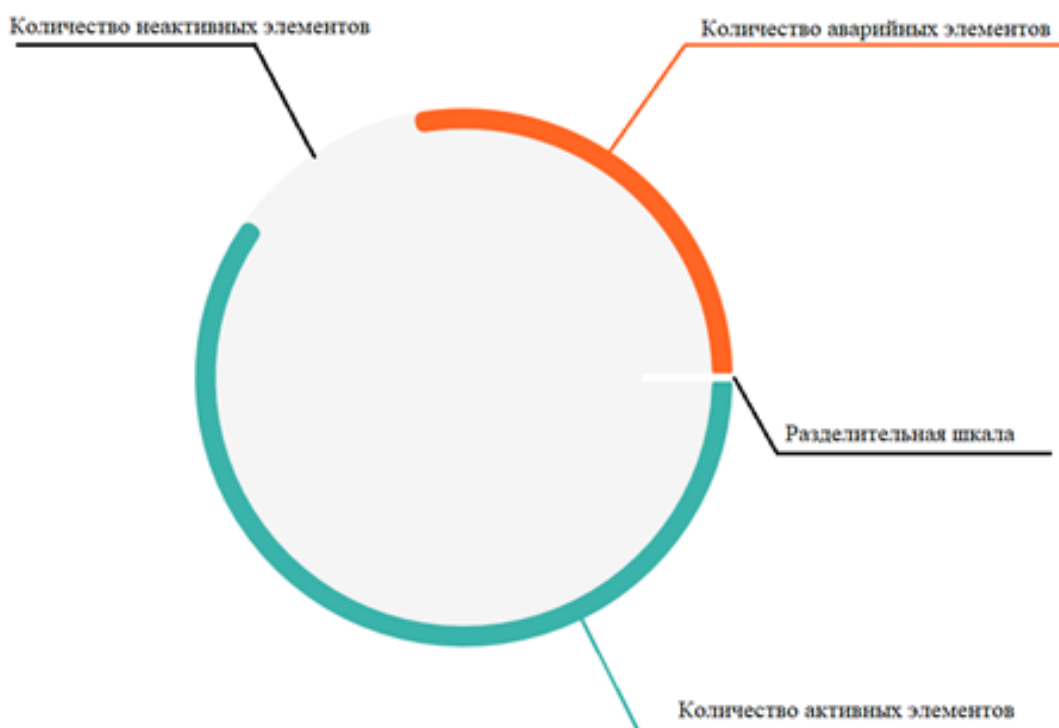 Количество неактивных элементов
Количество аварийных элементов
Разделительная шкала
Количество активных элементов